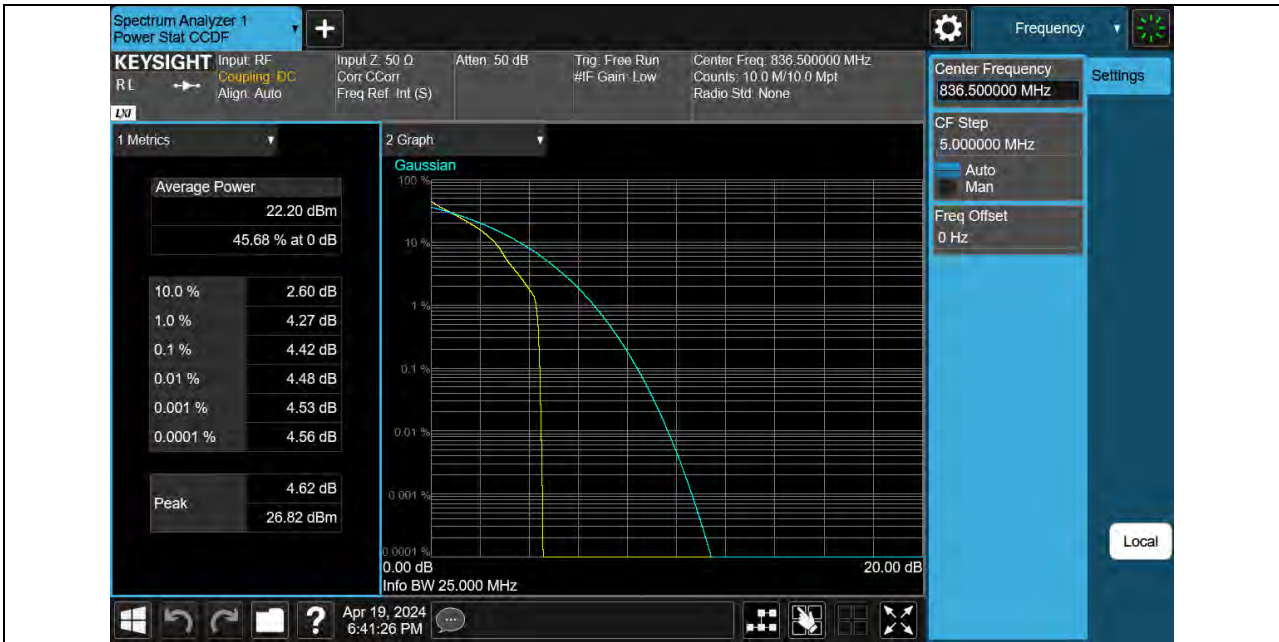 Spectrum Analyzer 1
Power Stat CCDF
+
Frequency
KEYSIGHT
RL
LXI
Input: RF
Coupling: DC
Align: Auto
Input Z: 50 Ω
Corr CCorr
Freq Ref: Int (S)
Atten: 50 dB
Trig: Free Run
#IF Gain: Low
Center Freq: 836.500000 MHz
Counts: 10.0 M/10.0 Mpt
Radio Std: None
Center Frequency
836.500000 MHz
Settings
CF Step
5.000000 MHz
Auto
Man
Freq Offset
0 Hz
1 Metrics
Average Power
22.20 dBm
45.68 % at 0 dB
10.0 % 2.60 dB
1.0 % 4.27 dB
0.1 % 4.42 dB
0.01 % 4.48 dB
0.001 % 4.53 dB
0.0001 % 4.56 dB
Peak 4.62 dB
26.82 dBm
2 Graph
Gaussian
100 %
10 %
1 %
0.1 %
0.01 %
0.001 %
0.0001 %
0.00 dB 20.00 dB
Info BW 25.000 MHz
Local
? Apr 19, 2024
6:41:26 PM